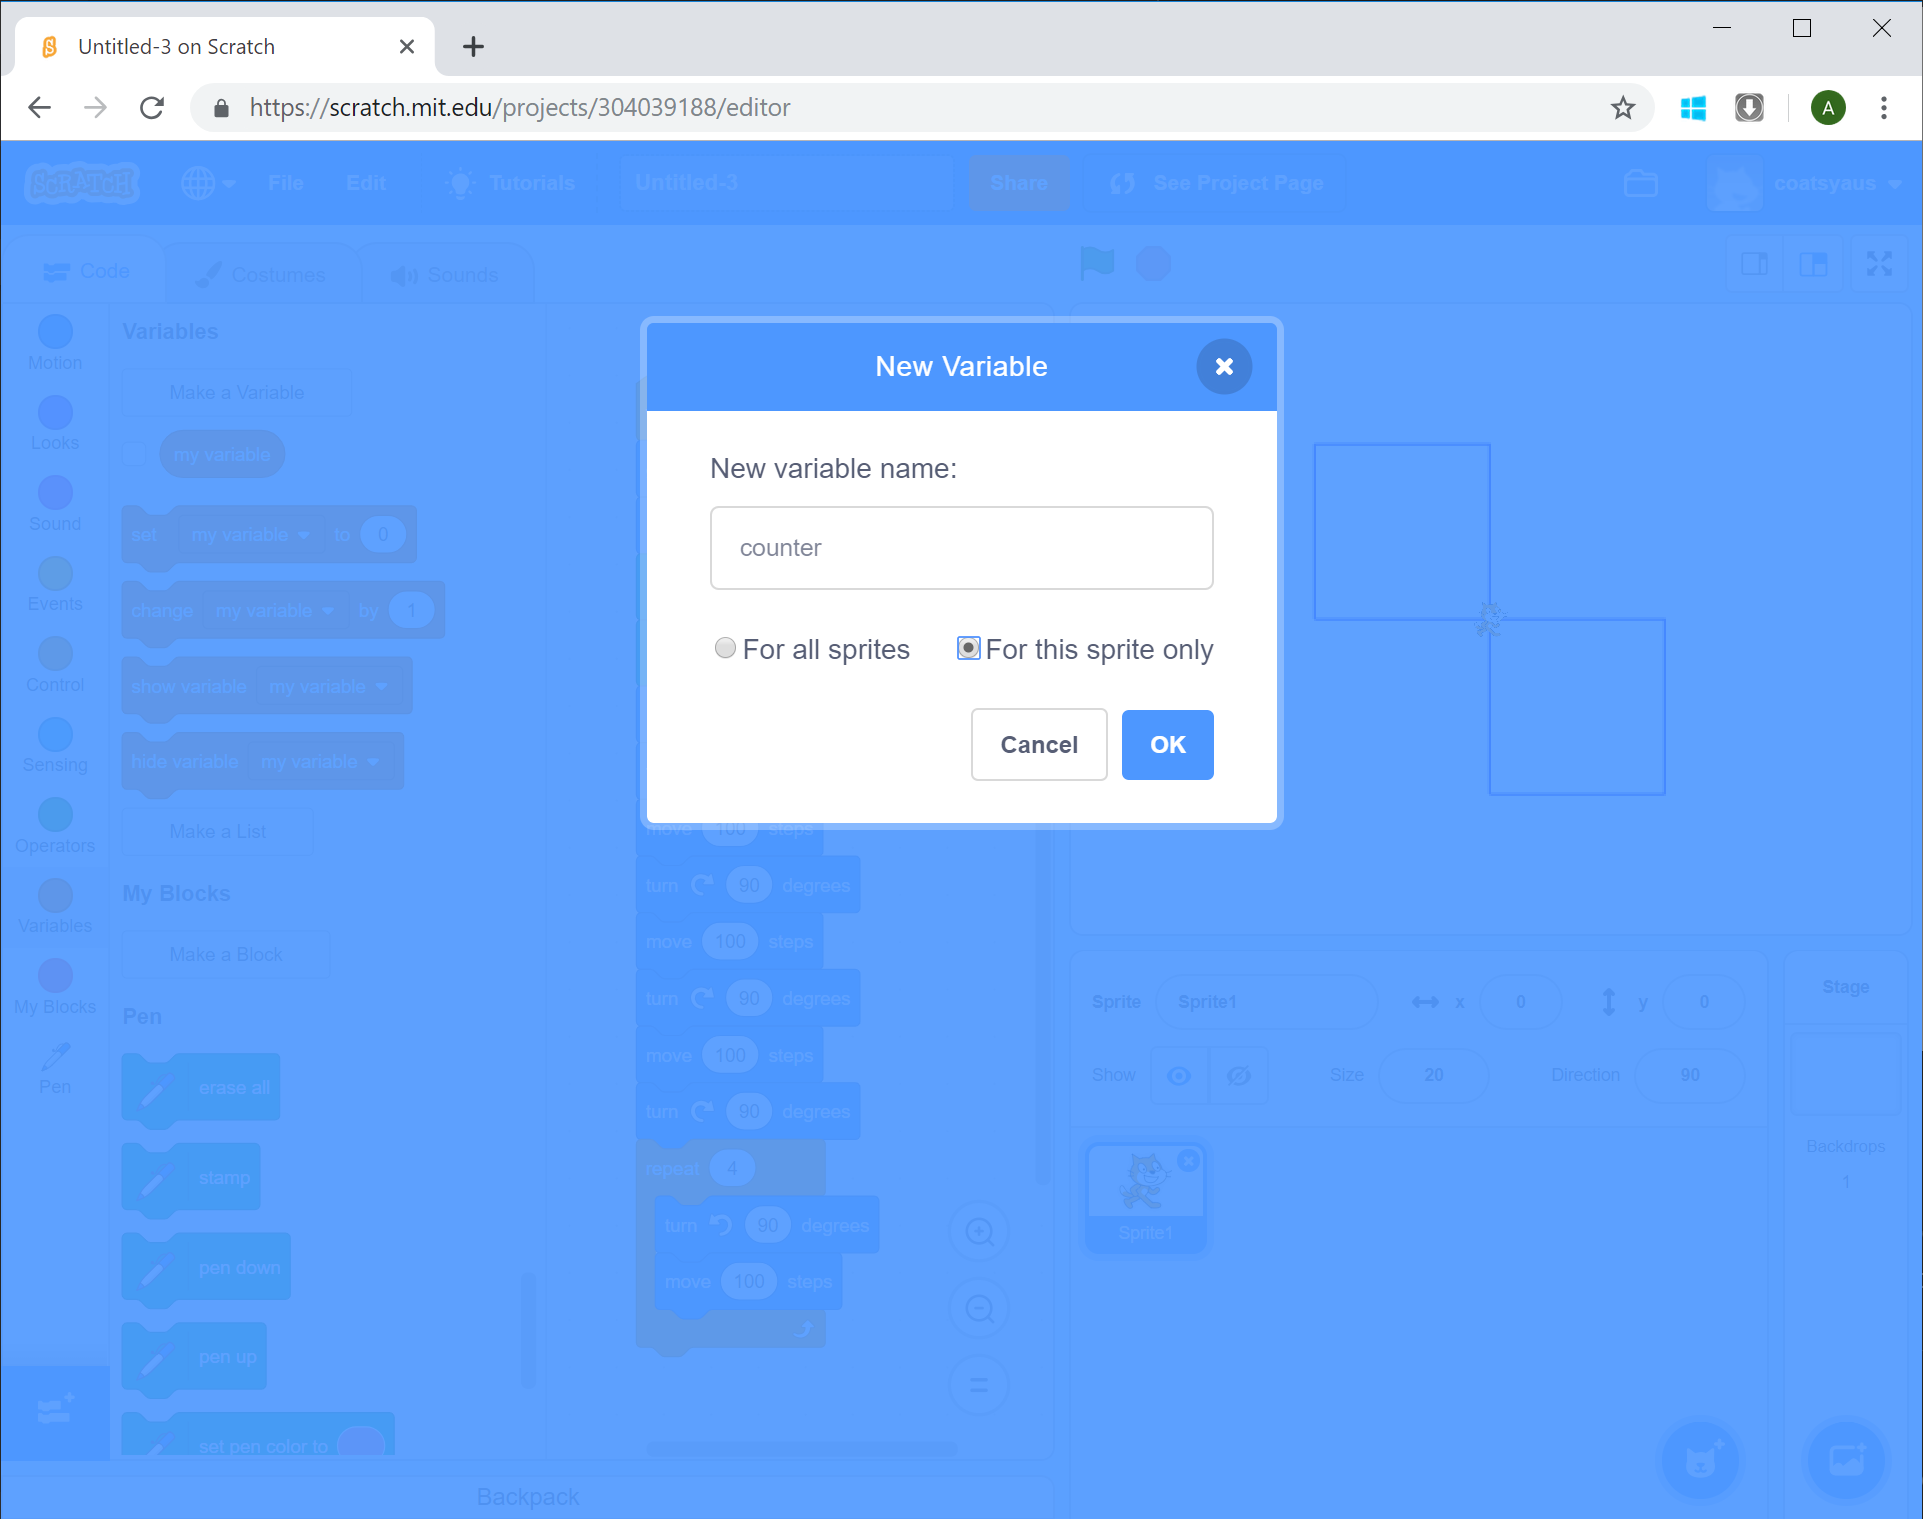 Untitled-3 on Scratch
https://scratch.mit.edu/projects/304039188/editor
A
SCRATCH
File
Edit
Tutorials
Untitled-3
Share
See Project Page
coatsyaus
Code
Costumes
Sounds
Motion
Looks
Sound
Events
Control
Sensing
Operators
Variables
My Blocks
Pen
Variables
Make a Variable
my variable
set my variable to 0
change my variable by 1
show variable my variable
hide variable my variable
Make a List
My Blocks
Make a Block
Pen
erase all
stamp
pen down
pen up
set pen color to
New Variable
New variable name:
counter
For all sprites
For this sprite only
Cancel
OK
move 100 steps
turn 90 degrees
move 100 steps
turn 90 degrees
move 100 steps
turn 90 degrees
repeat 4
turn 90 degrees
move 100 steps
Backpack
Sprite Sprite1 x 0 y 0
Show Size 20 Direction 90
Sprite1
Stage
Backdrops
1